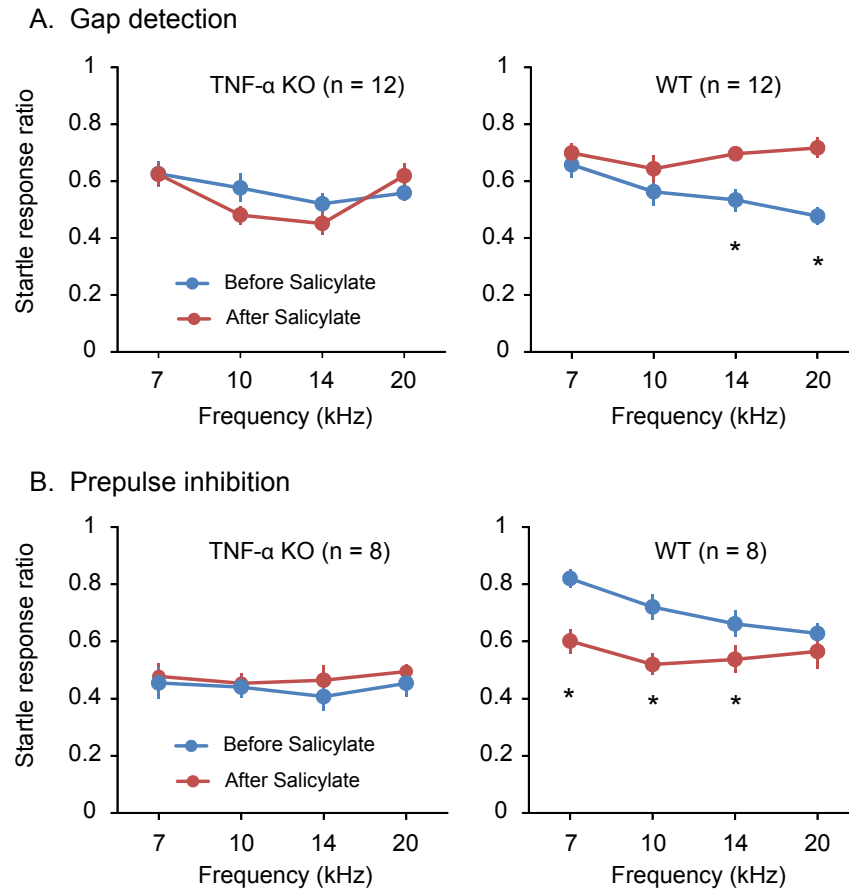 A. Gap detection
TNF-α KO (n = 12)
Startle response ratio
1
0.8
0.6
0.4
0.2
0
Before Salicylate
After Salicylate
7 10 14 20
Frequency (kHz)
WT (n = 12)
1
0.8
0.6
0.4
0.2
0
*
*
7 10 14 20
Frequency (kHz)
B. Prepulse inhibition
TNF-α KO (n = 8)
Startle response ratio
1
0.8
0.6
0.4
0.2
0
Before Salicylate
After Salicylate
7 10 14 20
Frequency (kHz)
WT (n = 8)
1
0.8
0.6
0.4
0.2
0
* * *
7 10 14 20
Frequency (kHz)